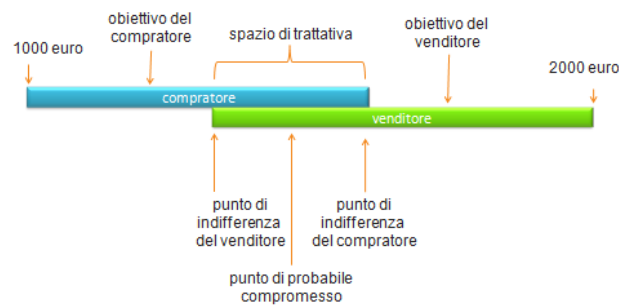 obiettivo del
compratore
spazio di trattativa
obiettivo del
venditore
1000 euro
2000 euro
compratore
venditore
punto di
indifferenza
del venditore
punto di
indifferenza
del compratore
punto di probabile
compromesso